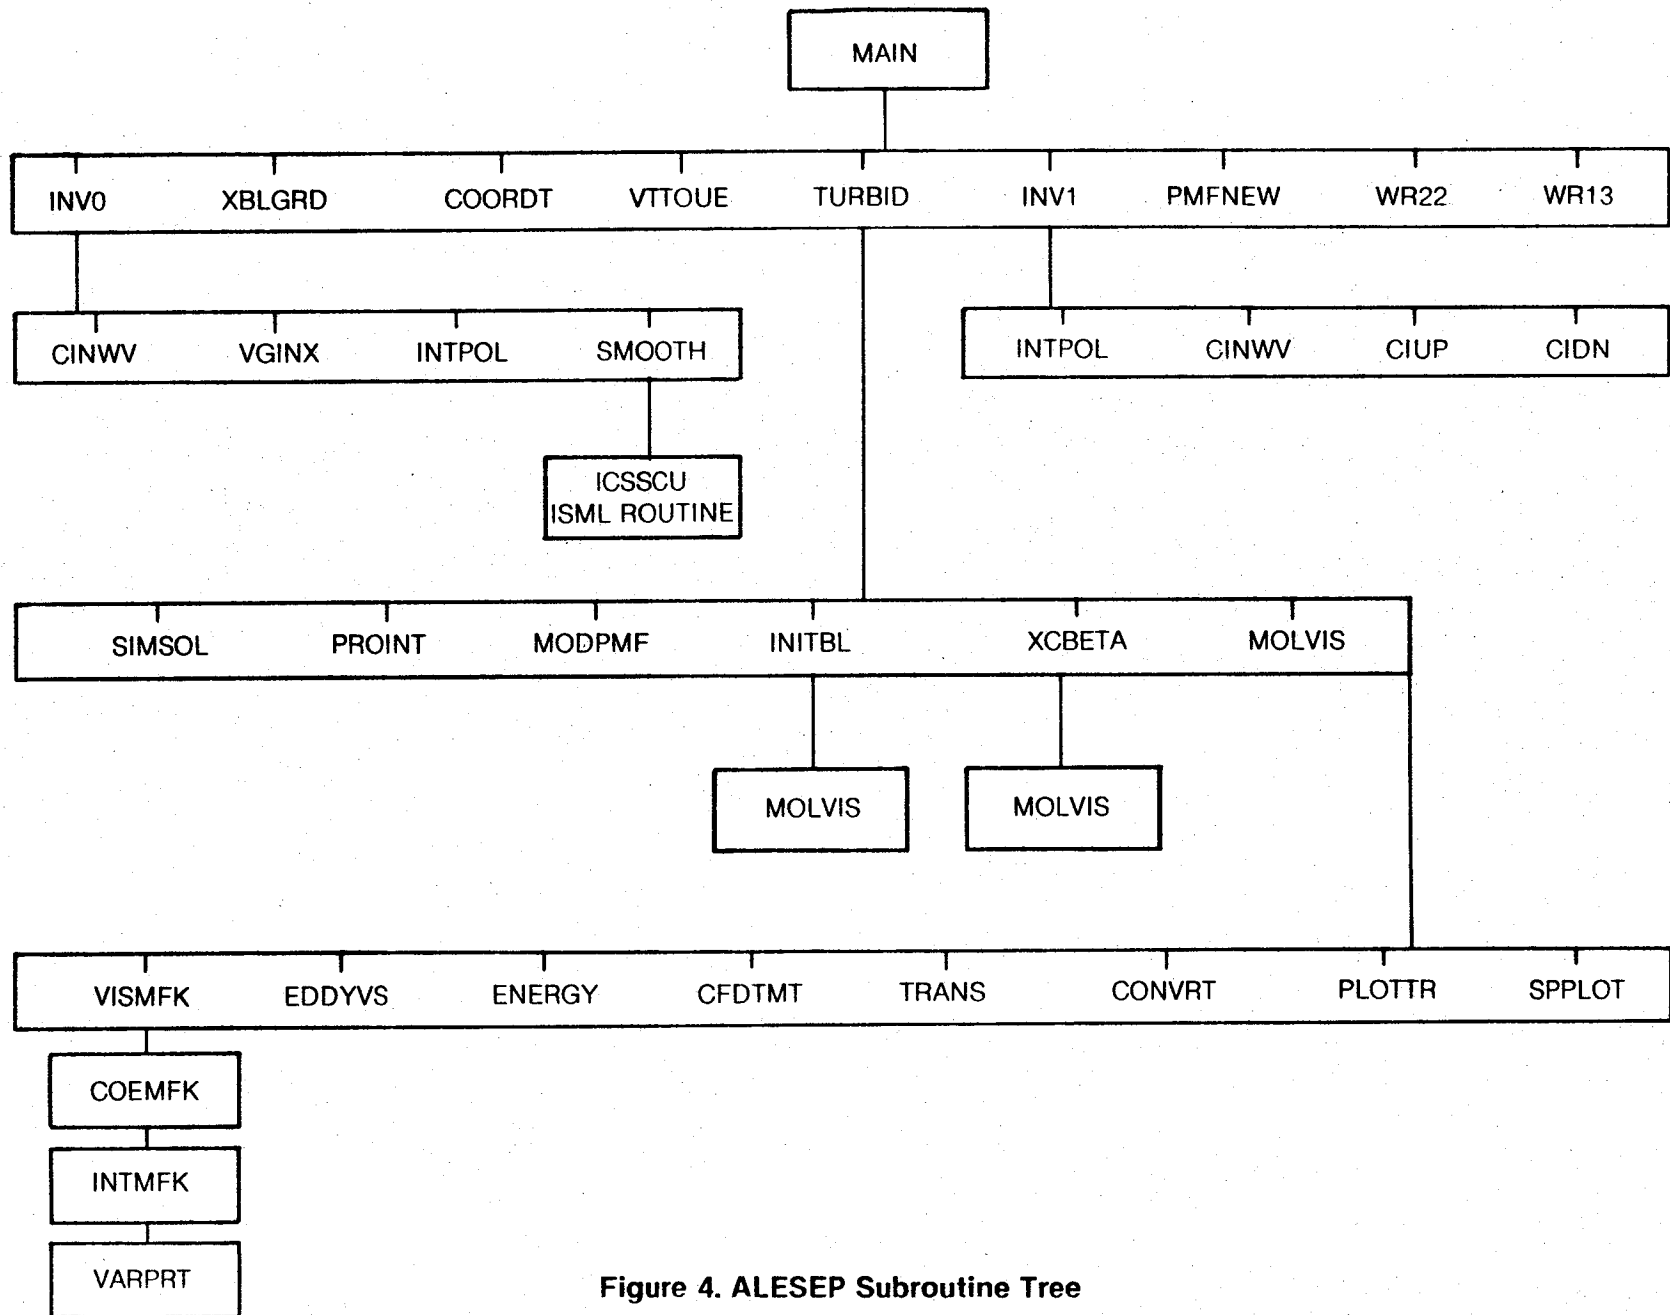 MAIN
INV0 XBLGRD COORDT VTTOUE TURBID INV1 PMFNEW WR22 WR13
CINWV VGINX INTPOL SMOOTH INTPOL CINWV CIUP CIDN
ICSSCU
ISML ROUTINE
SIMSOL PROINT MODPMF INITBL XCBETA MOLVIS
MOLVIS MOLVIS
VISMFK EDDYVS ENERGY CFDTMT TRANS CONVRT PLOTTR SPPLOT
COEMFK
INTMFK
VARPRT
Figure 4. ALESEP Subroutine Tree